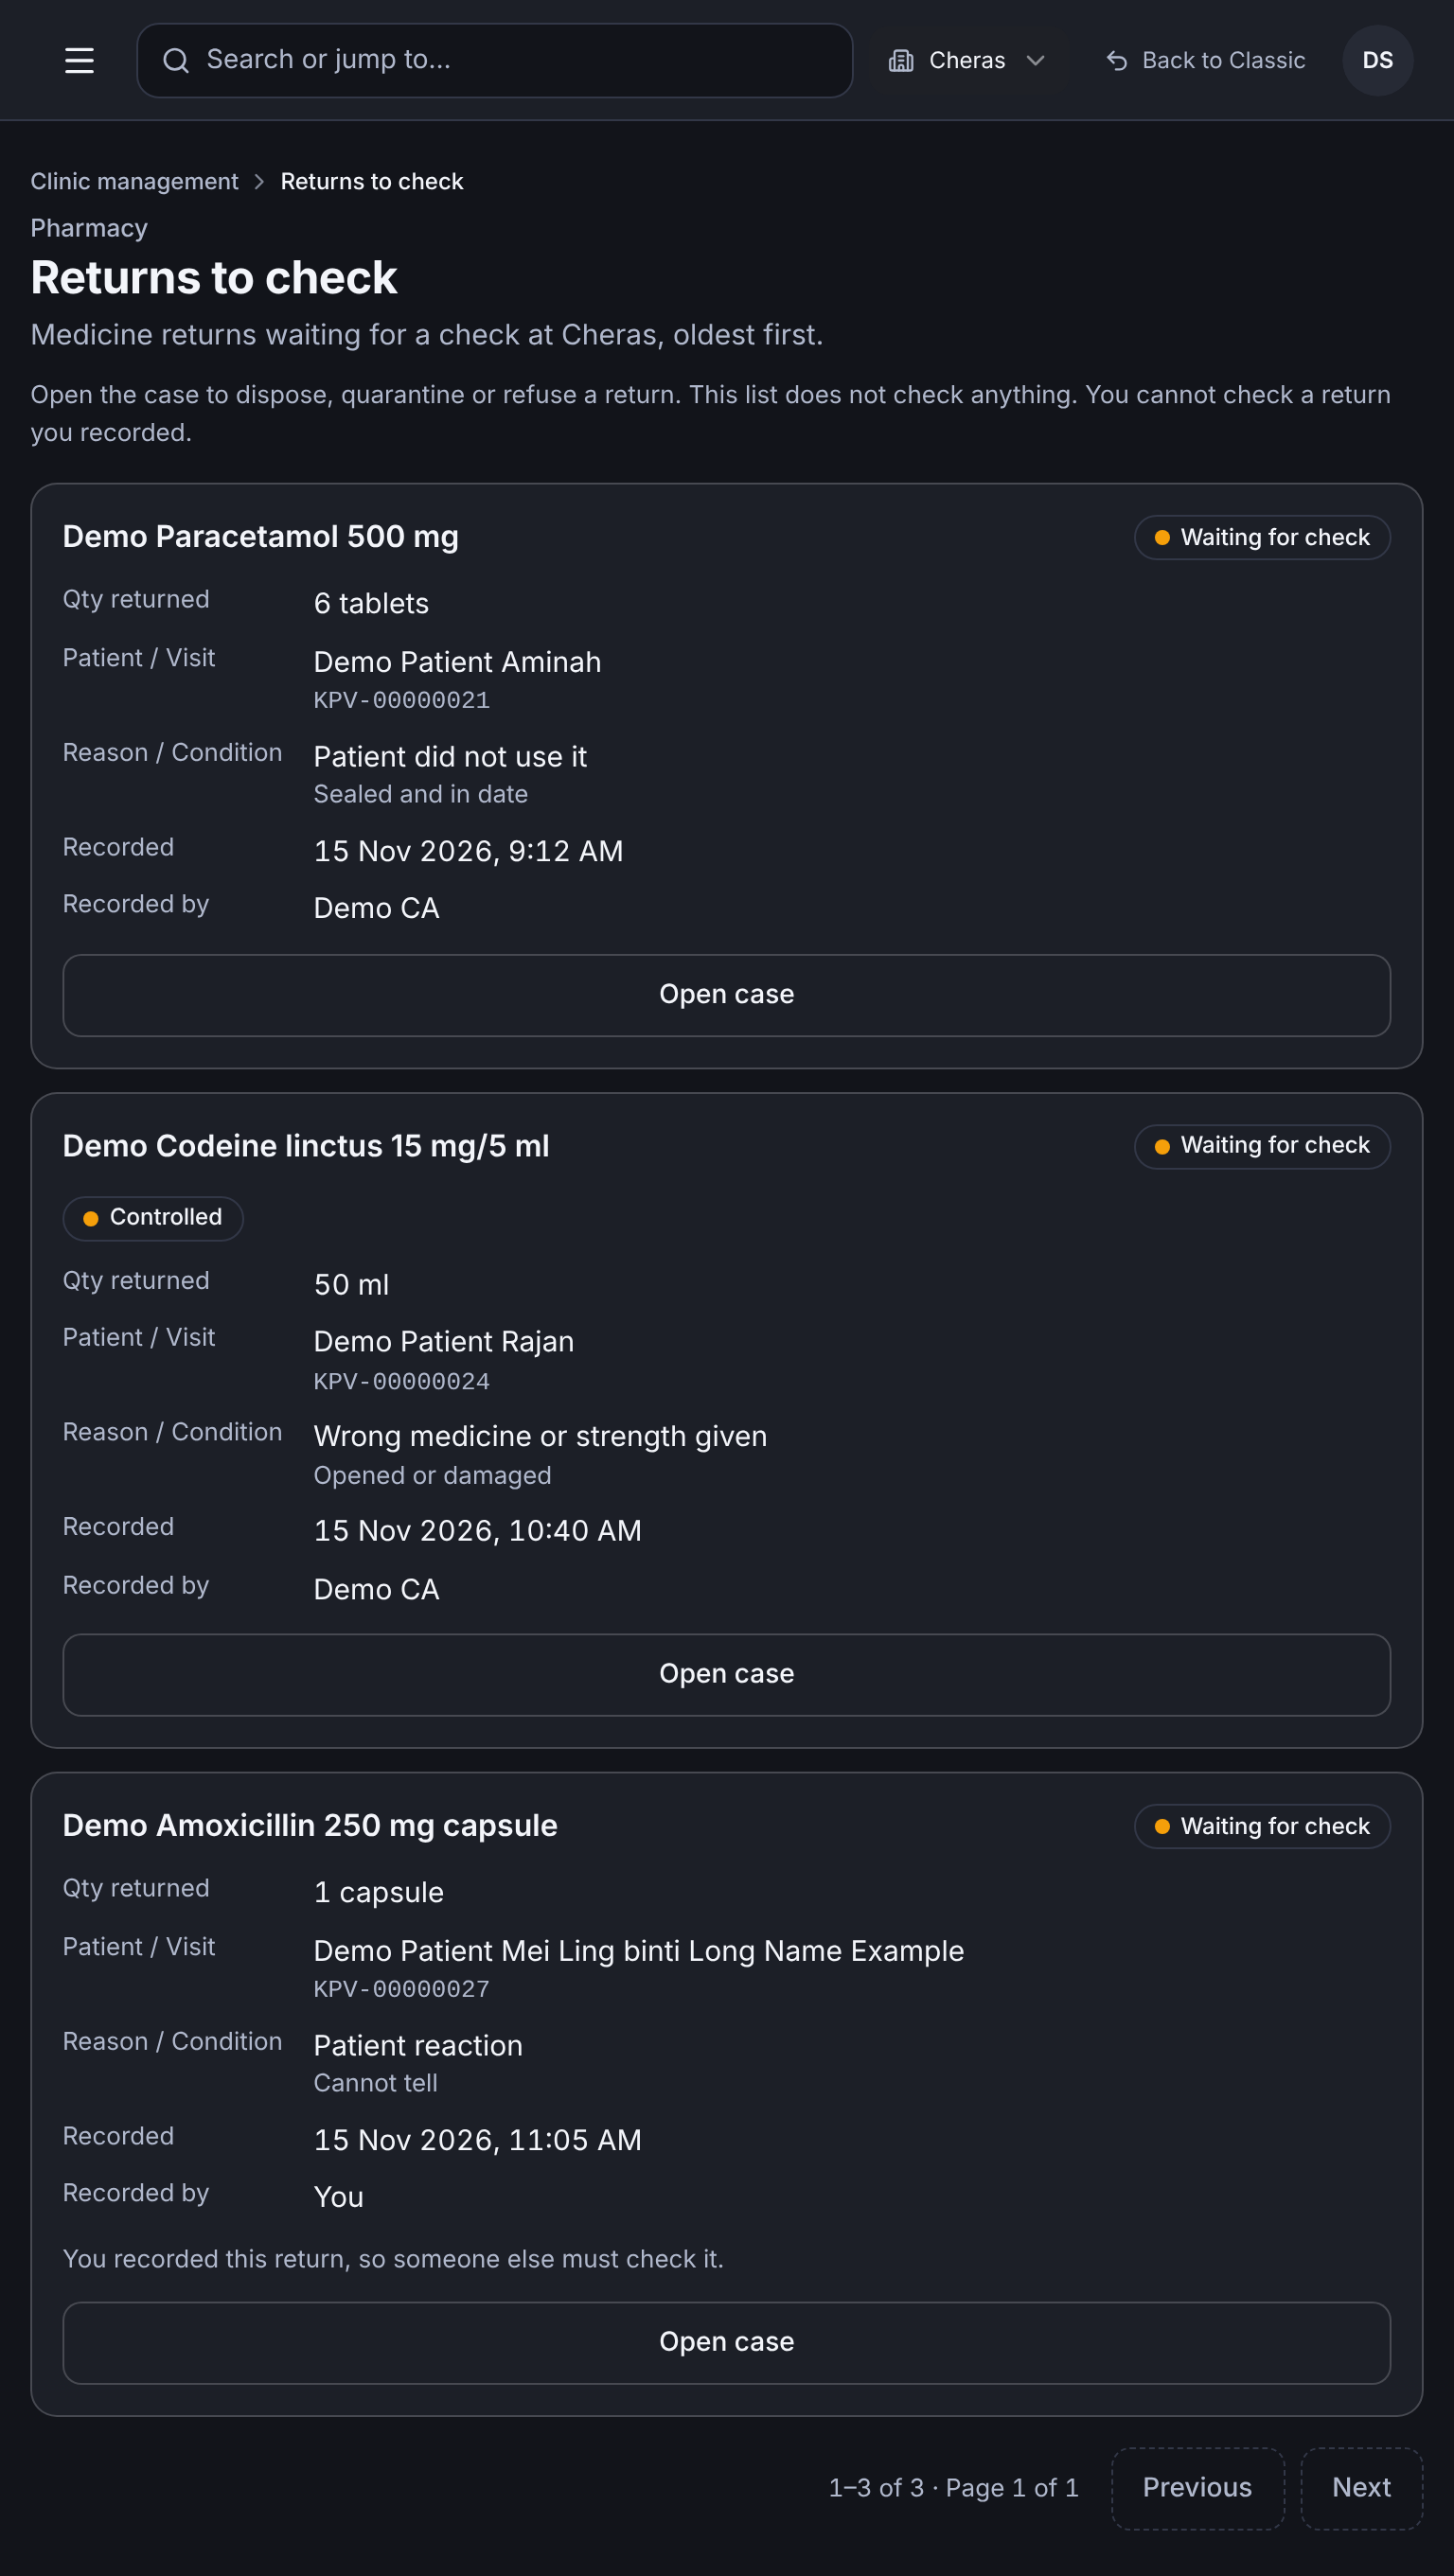 Search or jump to...
Cheras
Back to Classic
DS
Clinic management
Returns to check
Pharmacy
Returns to check
Medicine returns waiting for a check at Cheras, oldest first.
Open the case to dispose, quarantine or refuse a return. This list does not check anything. You cannot check a return
you recorded.
Demo Paracetamol 500 mg
Waiting for check
Qty returned
6 tablets
Patient / Visit
Demo Patient Aminah
KPV-00000021
Reason / Condition
Patient did not use it
Sealed and in date
Recorded
15 Nov 2026, 9:12 AM
Recorded by
Demo CA
Open case
Demo Codeine linctus 15 mg/5 ml
Waiting for check
Controlled
Qty returned
50 ml
Patient / Visit
Demo Patient Rajan
KPV-00000024
Reason / Condition
Wrong medicine or strength given
Opened or damaged
Recorded
15 Nov 2026, 10:40 AM
Recorded by
Demo CA
Open case
Demo Amoxicillin 250 mg capsule
Waiting for check
Qty returned
1 capsule
Patient / Visit
Demo Patient Mei Ling binti Long Name Example
KPV-00000027
Reason / Condition
Patient reaction
Cannot tell
Recorded
15 Nov 2026, 11:05 AM
Recorded by
You
You recorded this return, so someone else must check it.
Open case
1–3 of 3 · Page 1 of 1
Previous
Next